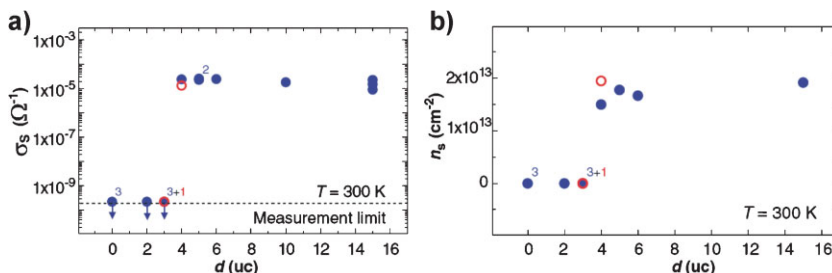 a)
1x10⁻³
1x10⁻⁵
1x10⁻⁷
1x10⁻⁹
σS (Ω⁻¹)
2
3
3+1
T = 300 K
Measurement limit
0 2 4 6 8 10 12 14 16
d (uc)
b)
2x10¹³
1x10¹³
0
ns (cm⁻²)
3
3+1
T = 300 K
0 2 4 6 8 10 12 14 16
d (uc)